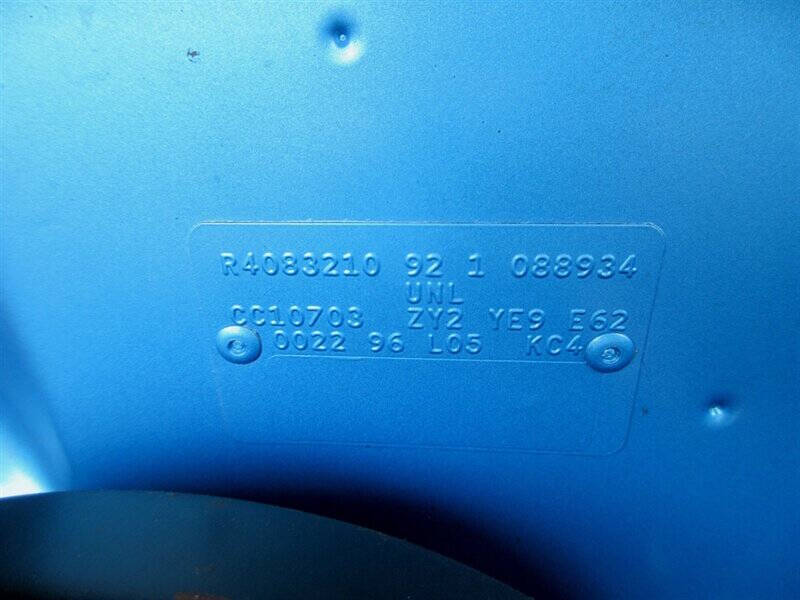 R4083210 92 1 088934
UNL
CC10703 ZY2 YE9 E62
0022 96 L05 KC4